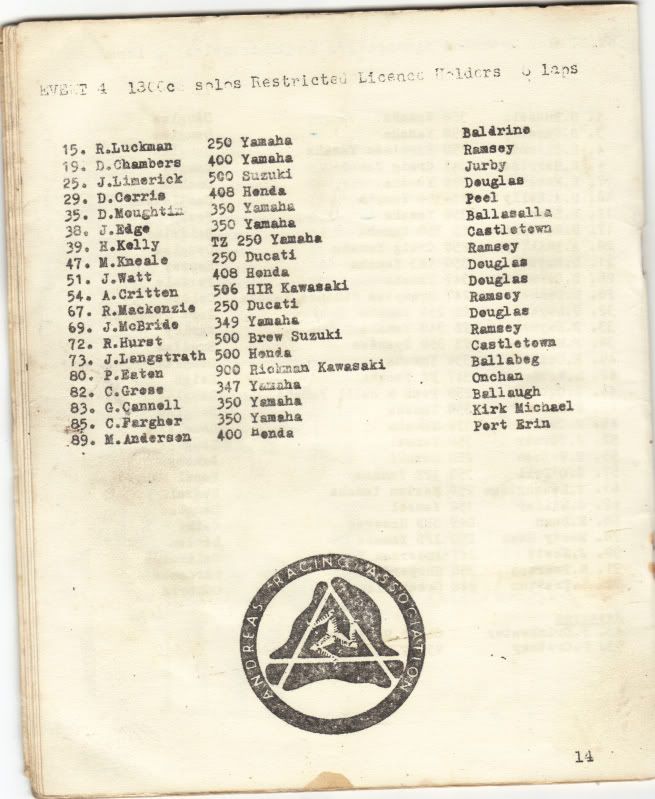 EVENT 4 1300cc solos Restricted Licence Holders 6 laps
15. R.Luckman 250 Yamaha Baldrine
19. D.Chambers 400 Yamaha Ramsey
25. J.Limerick 500 Suzuki Jurby
29. D.Corris 408 Honda Douglas
35. D.Moughtin 350 Yamaha Peel
38. J.Edge 350 Yamaha Ballasalla
39. H.Kelly TZ 250 Yamaha Castletown
47. M.Kneale 250 Ducati Ramsey
51. J.Watt 408 Honda Douglas
54. A.Critten 506 HIR Kawasaki Douglas
67. R.Mackenzie 250 Ducati Ramsey
69. J.McBride 349 Yamaha Douglas
72. R.Hurst 500 Brew Suzuki Ramsey
73. J.Langstrath 500 Honda Castletown
80. P.Eaton 900 Rickman Kawasaki Ballabeg
82. C.Grose 347 Yamaha Onchan
83. G.Cannell 350 Yamaha Ballaugh
85. C.Fargher 350 Yamaha Kirk Michael
89. M.Anderson 400 Honda Port Erin
ANDREAS RACING ASSOCIATION
14